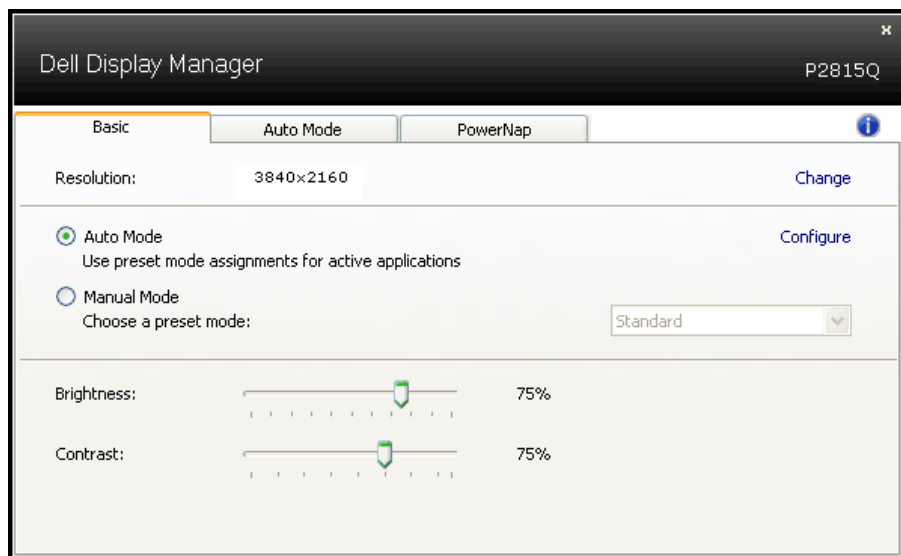 Dell Display Manager
P2815Q
Basic
Auto Mode
PowerNap
Resolution:
3840x2160
Change
Auto Mode
Configure
Use preset mode assignments for active applications
Manual Mode
Choose a preset mode:
Standard
Brightness:
75%
Contrast:
75%